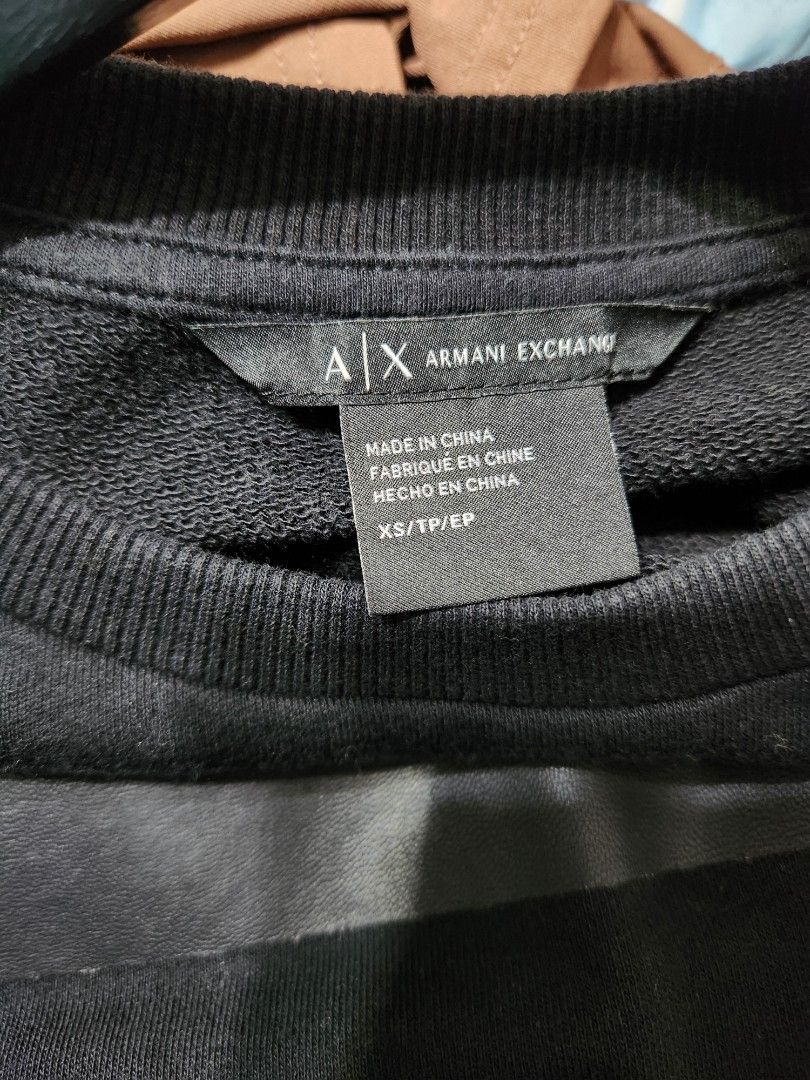 A|X ARMANI EXCHANG
MADE IN CHINA
FABRIQUÉ EN CHINE
HECHO EN CHINA
XS/TP/EP